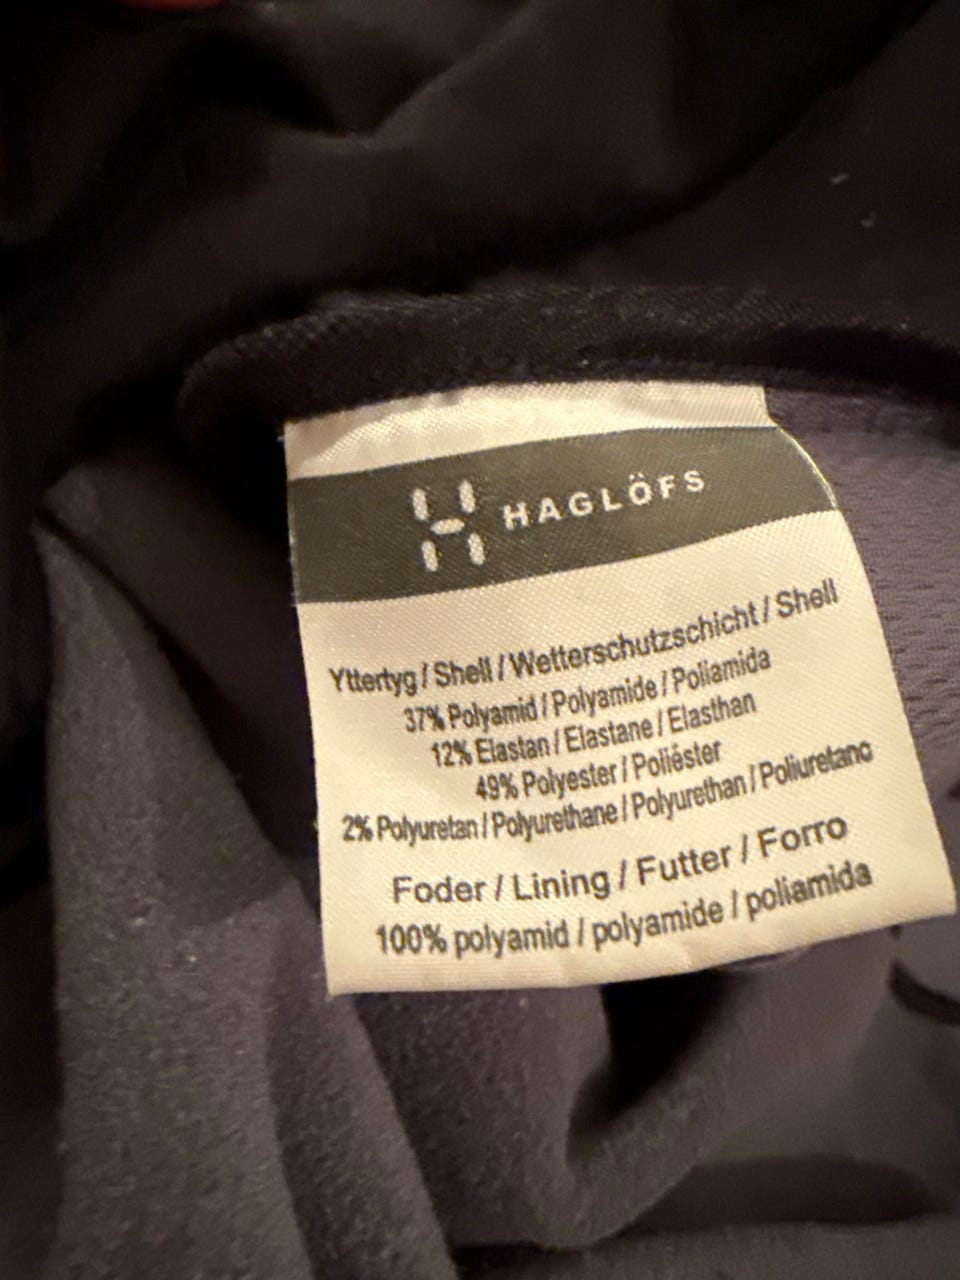 HAGLÖFS
Yttertyg / Shell / Wetterschutzschicht / Shell
37% Polyamid / Polyamide / Poliamida
12% Elastan / Elastane / Elasthan
49% Polyester / Poliéster
2% Polyuretan / Polyurethane / Polyurethan / Poliuretano
Foder / Lining / Futter / Forro
100% polyamid / polyamide / poliamida